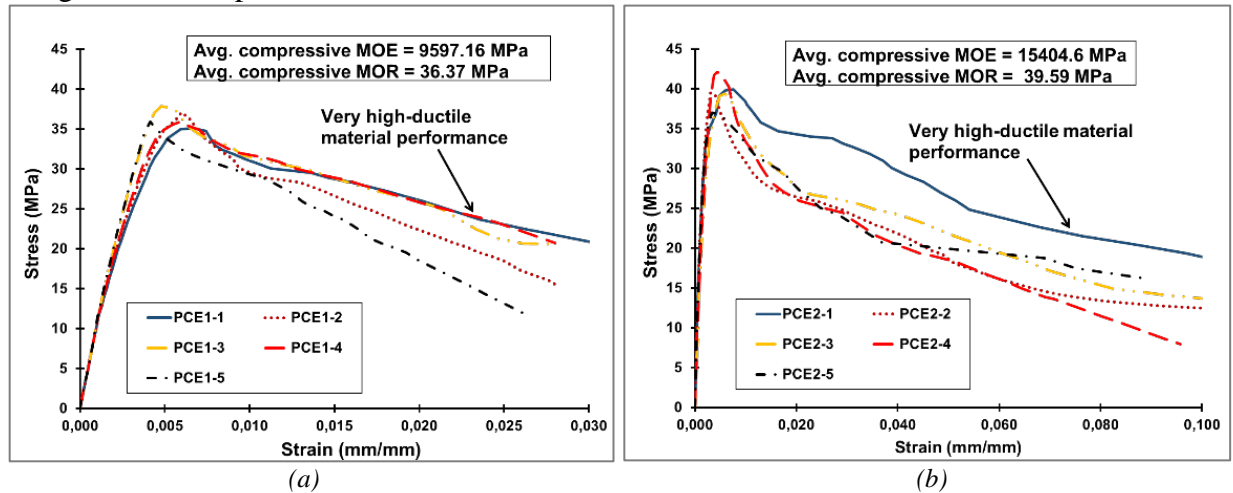 45
40
35
30
25
20
15
10
5
0
Stress (MPa)
Avg. compressive MOE = 9597.16 MPa
Avg. compressive MOR = 36.37 MPa
Very high-ductile
material performance
PCE1-1 PCE1-2
PCE1-3 PCE1-4
PCE1-5
0,000 0,005 0,010 0,015 0,020 0,025 0,030
Strain (mm/mm)
(a)
45
40
35
30
25
20
15
10
5
0
Stress (MPa)
Avg. compressive MOE = 15404.6 MPa
Avg. compressive MOR = 39.59 MPa
Very high-ductile material
performance
PCE2-1 PCE2-2
PCE2-3 PCE2-4
PCE2-5
0,000 0,020 0,040 0,060 0,080 0,100
Strain (mm/mm)
(b)